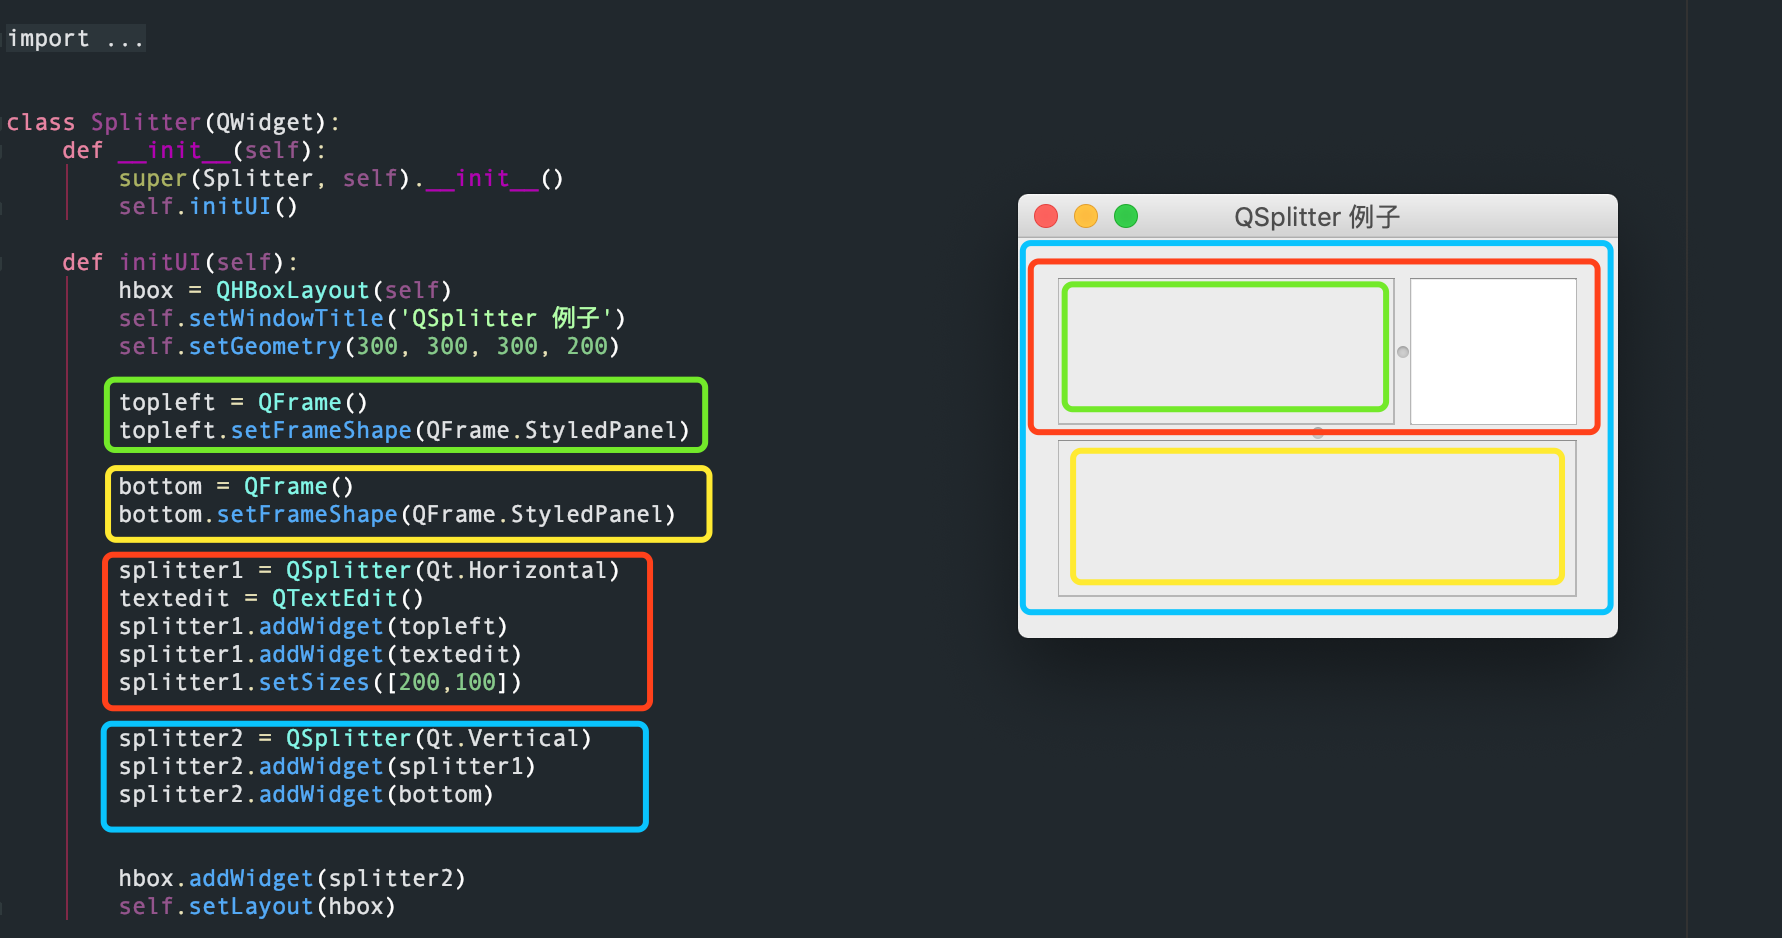 import ...
class Splitter(QWidget):
def __init__(self):
super(Splitter, self).__init__()
self.initUI()
def initUI(self):
hbox = QHBoxLayout(self)
self.setWindowTitle('QSplitter 例子')
self.setGeometry(300, 300, 300, 200)
topleft = QFrame()
topleft.setFrameShape(QFrame.StyledPanel)
bottom = QFrame()
bottom.setFrameShape(QFrame.StyledPanel)
splitter1 = QSplitter(Qt.Horizontal)
textedit = QTextEdit()
splitter1.addWidget(topleft)
splitter1.addWidget(textedit)
splitter1.setSizes([200,100])
splitter2 = QSplitter(Qt.Vertical)
splitter2.addWidget(splitter1)
splitter2.addWidget(bottom)
hbox.addWidget(splitter2)
self.setLayout(hbox)
QSplitter 例子